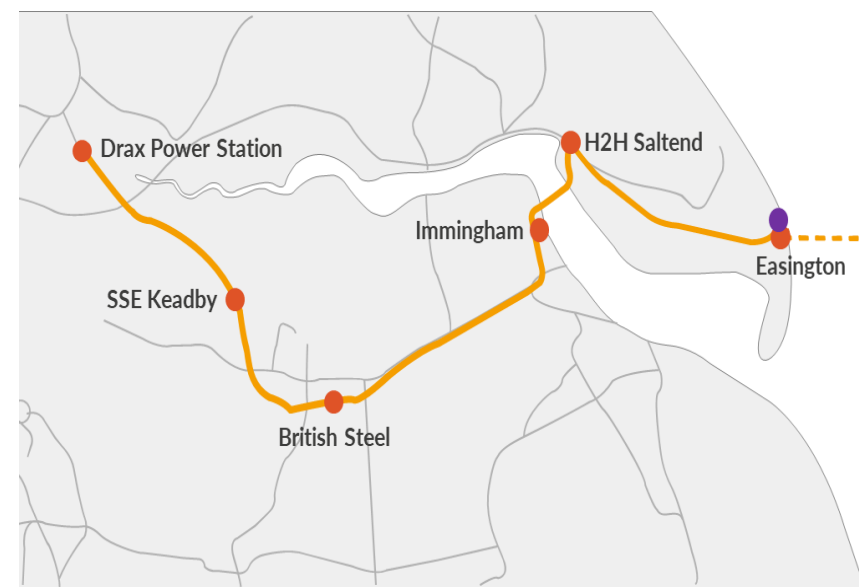 H2H Saltend
Drax Power Station
Immingham
Easington
SSE Keadby
British Steel